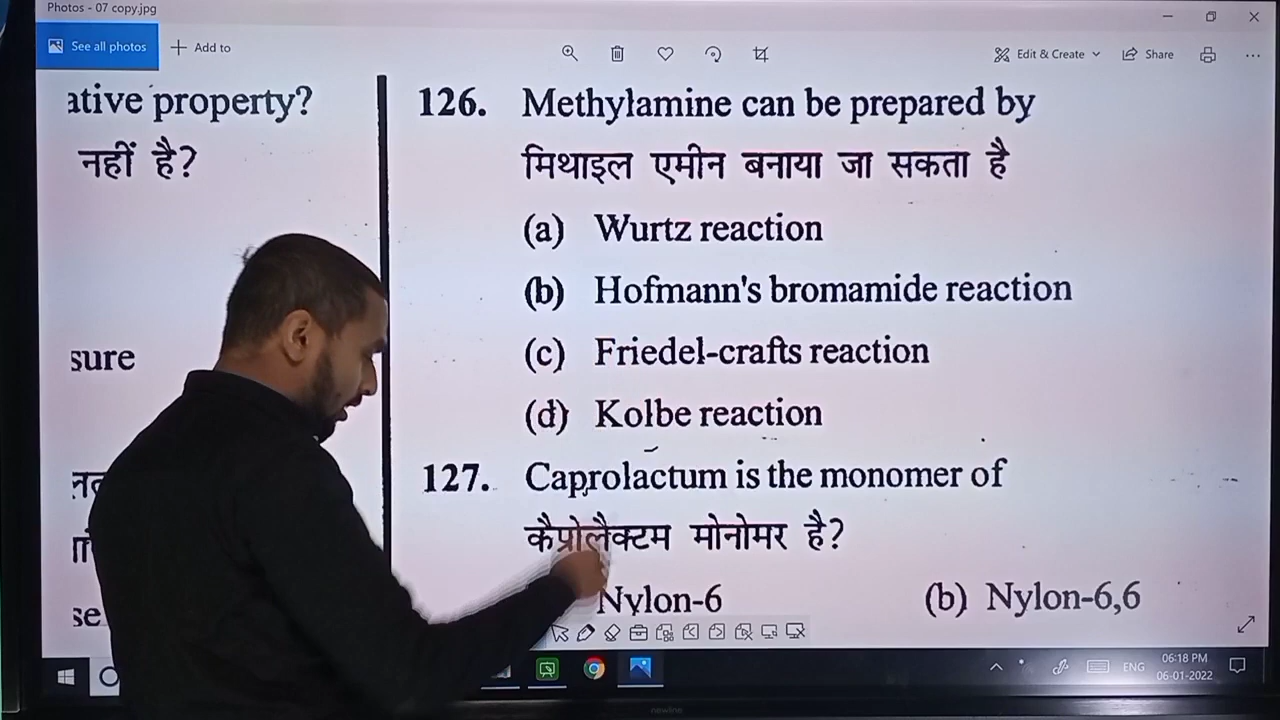 Photos - 07 copy.jpg
See all photos
Add to
Edit & Create
Share
ative property?
नहीं है?
sure
se
126. Methylamine can be prepared by
मिथाइल एमीन बनाया जा सकता है
(a) Wurtz reaction
(b) Hofmann's bromamide reaction
(c) Friedel-crafts reaction
(d) Kolbe reaction
127. Caprolactum is the monomer of
कैप्रोलैक्टम मोनोमर है?
Nylon-6
(b) Nylon-6,6
ENG
06:18 PM
06-01-2022
newline